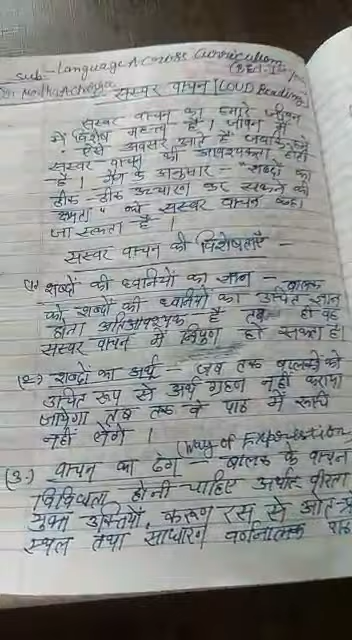 Sub - Language Across Curriculum
(B.Ed.-I
सस्वर वाचन [LOUD Reading]
सस्वर वाचन का हमारे जीवन
में विशेष महत्व है। जीवन में
ऐसे अवसर आते हैं जबकि हमें
सस्वर वाचन की आवश्यकता होती
है। के अनुसार - "शब्दों का
ठीक - ठीक उच्चारण कर सकने की
क्षमता" को सस्वर वाचन कहा
जा सकता है।
सस्वर वाचन की विशेषताएँ -
(1) शब्दों की ध्वनियों का ज्ञान - बालक
को शब्दों की ध्वनियों का उचित ज्ञान
होना अतिआवश्यक है तब ही वह
सस्वर वाचन में निपुण हो सकता है।
(2.) शब्दों का अर्थ - जब तक बालकों को
उचित रूप से अर्थ ग्रहण नहीं कराया
जायेगा तब तक वे पाठ में रूचि
नहीं लेंगे।
(Way of Expression)
(3.) वाचन का ढंग - बालक के वाचन
विविधता होनी चाहिए अर्थात वीरता
युक्त उक्तियों, करूण रस से ओत
स्थल तथा साधारण वर्णनात्मक पाठ